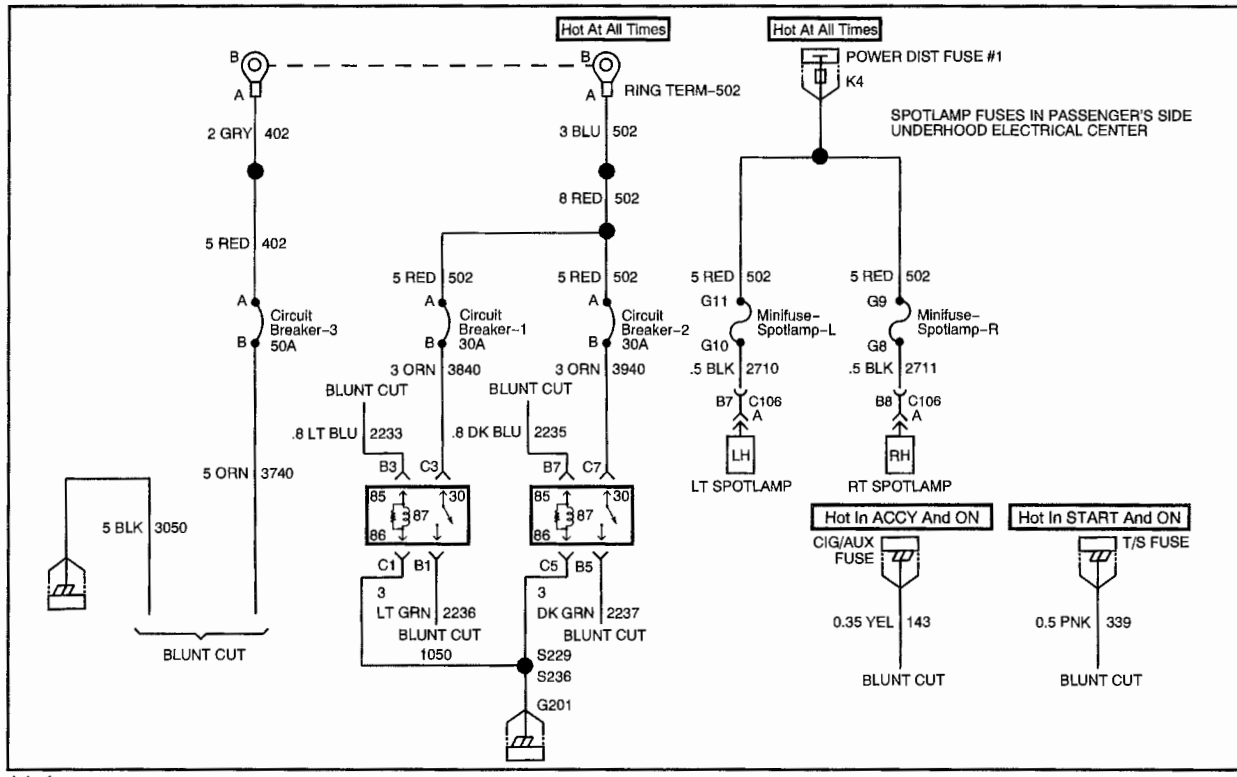 Hot At All Times
Hot At All Times
B
B
POWER DIST FUSE #1
K4
A
A
RING TERM-502
SPOTLAMP FUSES IN PASSENGER'S SIDE
UNDERHOOD ELECTRICAL CENTER
2 GRY 402
3 BLU 502
8 RED 502
5 RED 402
5 RED 502
5 RED 502
5 RED 502
5 RED 502
A
Circuit
Breaker-3
50A
B
A
Circuit
Breaker-1
30A
B
A
Circuit
Breaker-2
30A
B
G11
Minifuse-
Spotlamp-L
G10
G9
Minifuse-
Spotlamp-R
G8
3 ORN 3840
3 ORN 3940
.5 BLK 2710
.5 BLK 2711
BLUNT CUT
BLUNT CUT
B7 C106
A
B8 C106
A
.8 LT BLU 2233
.8 DK BLU 2235
LH
RH
B3 C3
B7 C7
LT SPOTLAMP
RT SPOTLAMP
5 ORN 3740
85 30
87
86
85 30
87
86
5 BLK 3050
Hot In ACCY And ON
Hot In START And ON
CIG/AUX
FUSE
T/S FUSE
C1 B1
C5 B5
3
LT GRN 2236
3
DK GRN 2237
0.35 YEL 143
0.5 PNK 339
BLUNT CUT
BLUNT CUT
BLUNT CUT
1050
S229
S236
BLUNT CUT
BLUNT CUT
G201